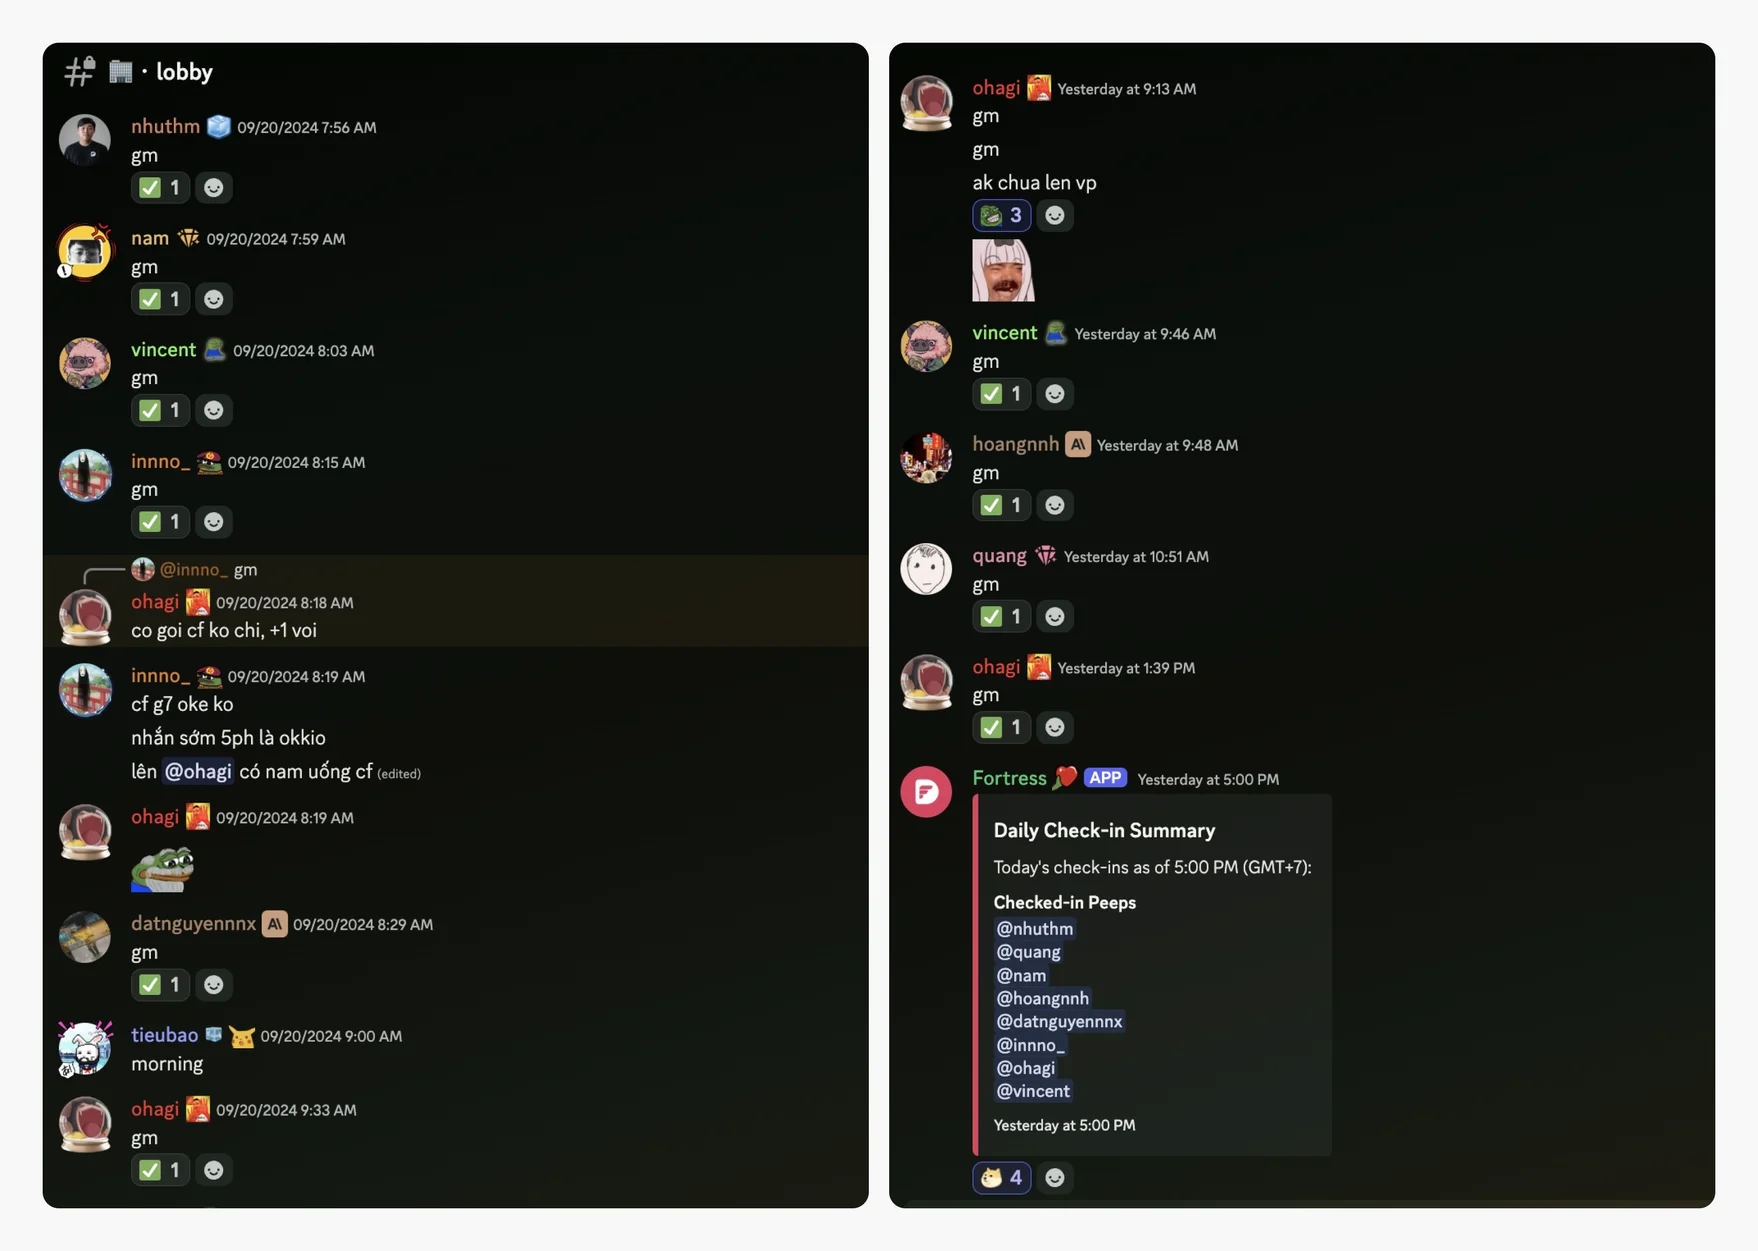 · lobby
nhuthm 09/20/2024 7:56 AM
gm
1
nam 09/20/2024 7:59 AM
gm
1
vincent 09/20/2024 8:03 AM
gm
1
innno_ 09/20/2024 8:15 AM
gm
1
@innno_ gm
ohagi 09/20/2024 8:18 AM
co goi cf ko chi, +1 voi
innno_ 09/20/2024 8:19 AM
cf g7 oke ko
nhắn sớm 5ph là okkio
lên @ohagi có nam uống cf (edited)
ohagi 09/20/2024 8:19 AM
datnguyennnx 09/20/2024 8:29 AM
gm
1
tieubao 09/20/2024 9:00 AM
morning
ohagi 09/20/2024 9:33 AM
gm
1
ohagi Yesterday at 9:13 AM
gm
gm
ak chua len vp
3
vincent Yesterday at 9:46 AM
gm
1
hoangnnh Yesterday at 9:48 AM
gm
1
quang Yesterday at 10:51 AM
gm
1
ohagi Yesterday at 1:39 PM
gm
1
Fortress APP Yesterday at 5:00 PM
Daily Check-in Summary
Today's check-ins as of 5:00 PM (GMT+7):
Checked-in Peeps
@nhuthm
@quang
@nam
@hoangnnh
@datnguyennnx
@innno_
@ohagi
@vincent
Yesterday at 5:00 PM
4